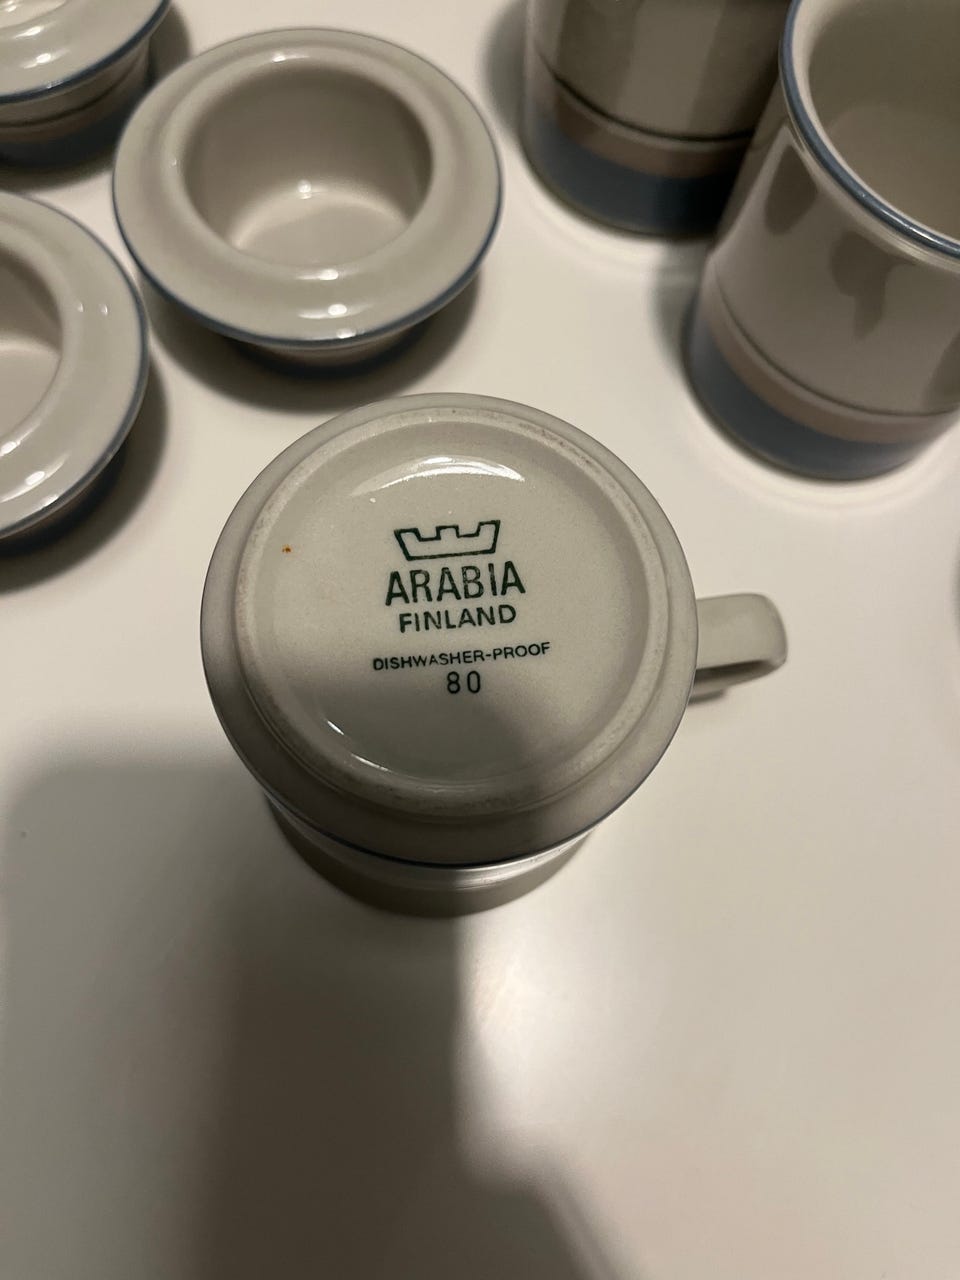 ARABIA
FINLAND
DISHWASHER-PROOF
80